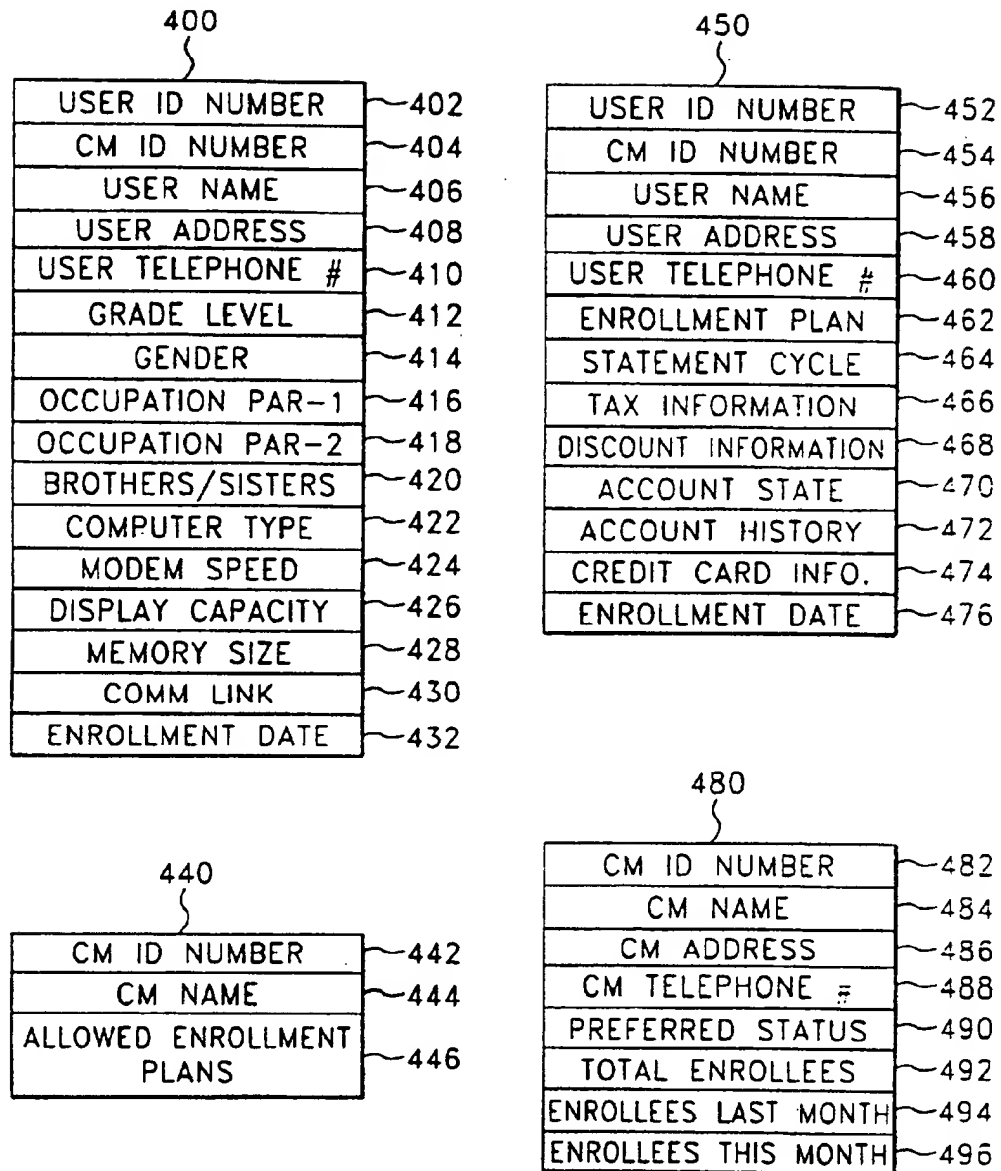 400
USER ID NUMBER 402
CM ID NUMBER 404
USER NAME 406
USER ADDRESS 408
USER TELEPHONE # 410
GRADE LEVEL 412
GENDER 414
OCCUPATION PAR-1 416
OCCUPATION PAR-2 418
BROTHERS/SISTERS 420
COMPUTER TYPE 422
MODEM SPEED 424
DISPLAY CAPACITY 426
MEMORY SIZE 428
COMM LINK 430
ENROLLMENT DATE 432
450
USER ID NUMBER 452
CM ID NUMBER 454
USER NAME 456
USER ADDRESS 458
USER TELEPHONE # 460
ENROLLMENT PLAN 462
STATEMENT CYCLE 464
TAX INFORMATION 466
DISCOUNT INFORMATION 468
ACCOUNT STATE 470
ACCOUNT HISTORY 472
CREDIT CARD INFO. 474
ENROLLMENT DATE 476
440
CM ID NUMBER 442
CM NAME 444
ALLOWED ENROLLMENT
PLANS 446
480
CM ID NUMBER 482
CM NAME 484
CM ADDRESS 486
CM TELEPHONE # 488
PREFERRED STATUS 490
TOTAL ENROLLEES 492
ENROLLEES LAST MONTH 494
ENROLLEES THIS MONTH 496